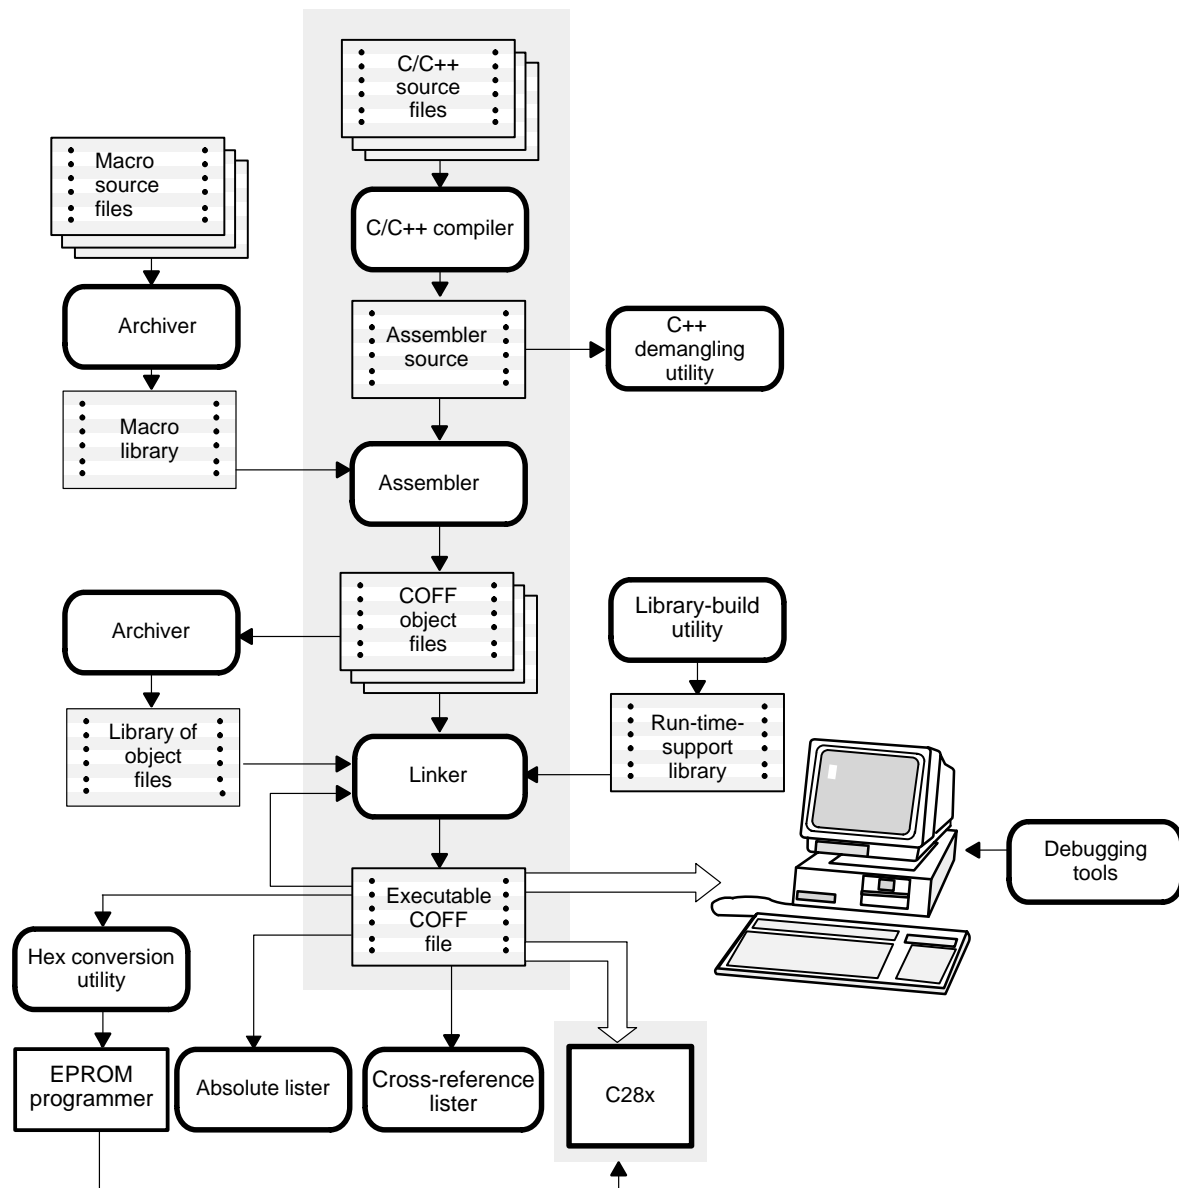 C/C++
source
files
Macro
source
files
C/C++ compiler
Archiver
Assembler
source
C++
demangling
utility
Macro
library
Assembler
COFF
object
files
Library-build
utility
Archiver
Library of
object
files
Run-time-
support
library
Linker
Debugging
tools
Executable
COFF
file
Hex conversion
utility
EPROM
programmer
Absolute lister
Cross-reference
lister
C28x